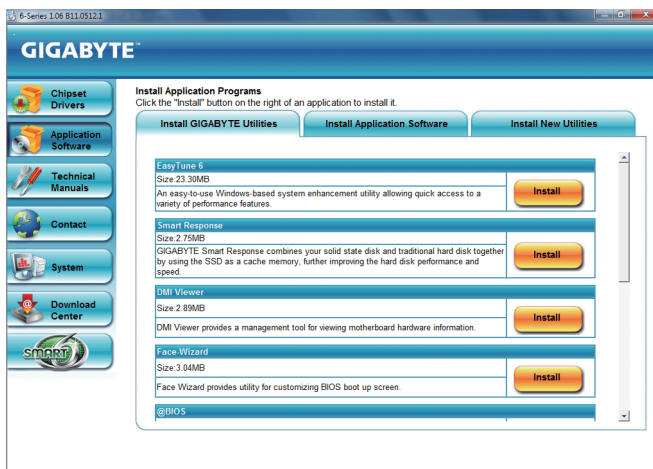 6-Series 1.06 B11.0512.1
GIGABYTE™
Chipset
Drivers
Application
Software
Technical
Manuals
Contact
System
Download
Center
SMART 6
Install Application Programs
Click the "Install" button on the right of an application to install it.
Install GIGABYTE Utilities
Install Application Software
Install New Utilities
EasyTune 6
Size:23.30MB
An easy-to-use Windows-based system enhancement utility allowing quick access to a
variety of performance features.
Install
Smart Response
Size:2.75MB
GIGABYTE Smart Response combines your solid state disk and traditional hard disk together
by using the SSD as a cache memory, further improving the hard disk performance and
speed.
Install
DMI Viewer
Size:2.89MB
DMI Viewer provides a management tool for viewing motherboard hardware information.
Install
Face-Wizard
Size:3.04MB
Face Wizard provides utility for customizing BIOS boot up screen.
Install
@BIOS